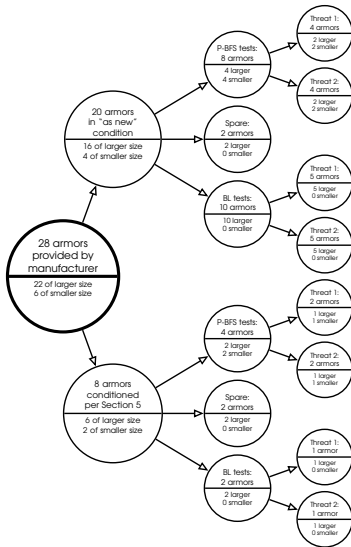 28 armors
provided by
manufacturer
22 of larger size
6 of smaller size
20 armors
in "as new"
condition
16 of larger size
4 of smaller size
P-BFS tests:
8 armors
4 larger
4 smaller
Threat 1:
4 armors
2 larger
2 smaller
Threat 2:
4 armors
2 larger
2 smaller
Spare:
2 armors
2 larger
0 smaller
BL tests:
10 armors
10 larger
0 smaller
Threat 1:
5 armors
5 larger
0 smaller
Threat 2:
5 armors
5 larger
0 smaller
8 armors
conditioned
per Section 5
6 of larger size
2 of smaller size
P-BFS tests:
4 armors
2 larger
2 smaller
Threat 1:
2 armors
1 larger
1 smaller
Threat 2:
2 armors
1 larger
1 smaller
Spare:
2 armors
2 larger
0 smaller
BL tests:
2 armors
2 larger
0 smaller
Threat 1:
1 armor
1 larger
0 smaller
Threat 2:
1 armor
1 larger
0 smaller